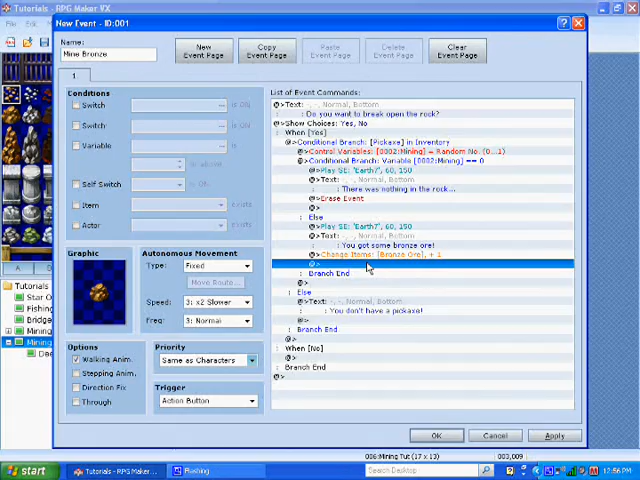 Tutorials - RPG Maker VX
File
New Event - ID:001
Name:
Mine Bronze
New
Event Page
Copy
Event Page
Paste
Event Page
Delete
Event Page
Clear
Event Page
1
Conditions
Switch
is ON
Switch
is ON
Variable
or above
Self Switch
is ON
Item
exists
Actor
exists
Graphic
Autonomous Movement
Type:
Fixed
Move Route...
Speed:
3: x2 Slower
Freq:
3: Normal
Options
Walking Anim.
Stepping Anim.
Direction Fix
Through
Priority
Same as Characters
Trigger
Action Button
List of Event Commands:
@>Text: -, -, Normal, Bottom
: : Do you want to break open the rock?
@>Show Choices: Yes, No
: When [Yes]
@>Conditional Branch: [Pickaxe] in Inventory
@>Control Variables: [0002:Mining] = Random No. (0...1)
@>Conditional Branch: Variable [0002:Mining] == 0
@>Play SE: 'Earth7', 60, 150
@>Text: -, -, Normal, Bottom
: : There was nothing in the rock...
@>Erase Event
@>
: Else
@>Play SE: 'Earth7', 60, 150
@>Text: -, -, Normal, Bottom
: : You got some bronze ore!
@>Change Items: [Bronze Ore], + 1
@>
: Branch End
@>
: Else
@>Text: -, -, Normal, Bottom
: : You don't have a pickaxe!
@>
: Branch End
@>
: When [No]
@>
: Branch End
@>
A
Tutorials
Star O
Fishing
Bridge
Mining
Mining
De
OK
Cancel
Apply
006:Mining Tut (17 x 13)
003,009
start
Tutorials - RPG Maker...
Flashing
Search Desktop
12:56 PM